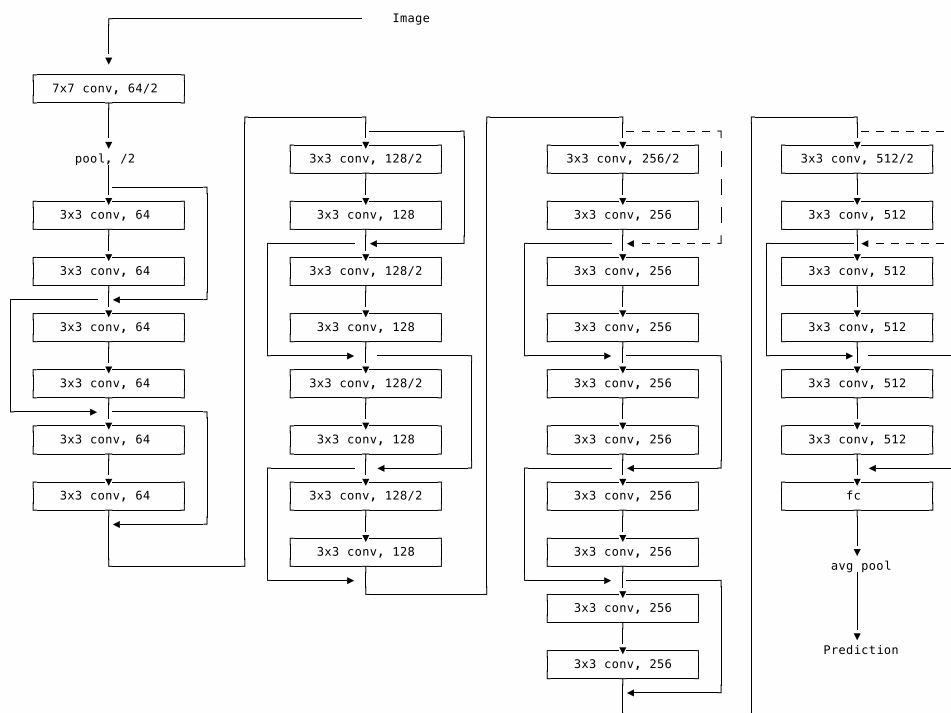 Image
7x7 conv, 64/2
pool, /2
3x3 conv, 64
3x3 conv, 64
3x3 conv, 64
3x3 conv, 64
3x3 conv, 64
3x3 conv, 64
3x3 conv, 128/2
3x3 conv, 128
3x3 conv, 128/2
3x3 conv, 128
3x3 conv, 128/2
3x3 conv, 128
3x3 conv, 128/2
3x3 conv, 128
3x3 conv, 256/2
3x3 conv, 256
3x3 conv, 256
3x3 conv, 256
3x3 conv, 256
3x3 conv, 256
3x3 conv, 256
3x3 conv, 256
3x3 conv, 256
3x3 conv, 256
3x3 conv, 512/2
3x3 conv, 512
3x3 conv, 512
3x3 conv, 512
3x3 conv, 512
3x3 conv, 512
fc
avg pool
Prediction